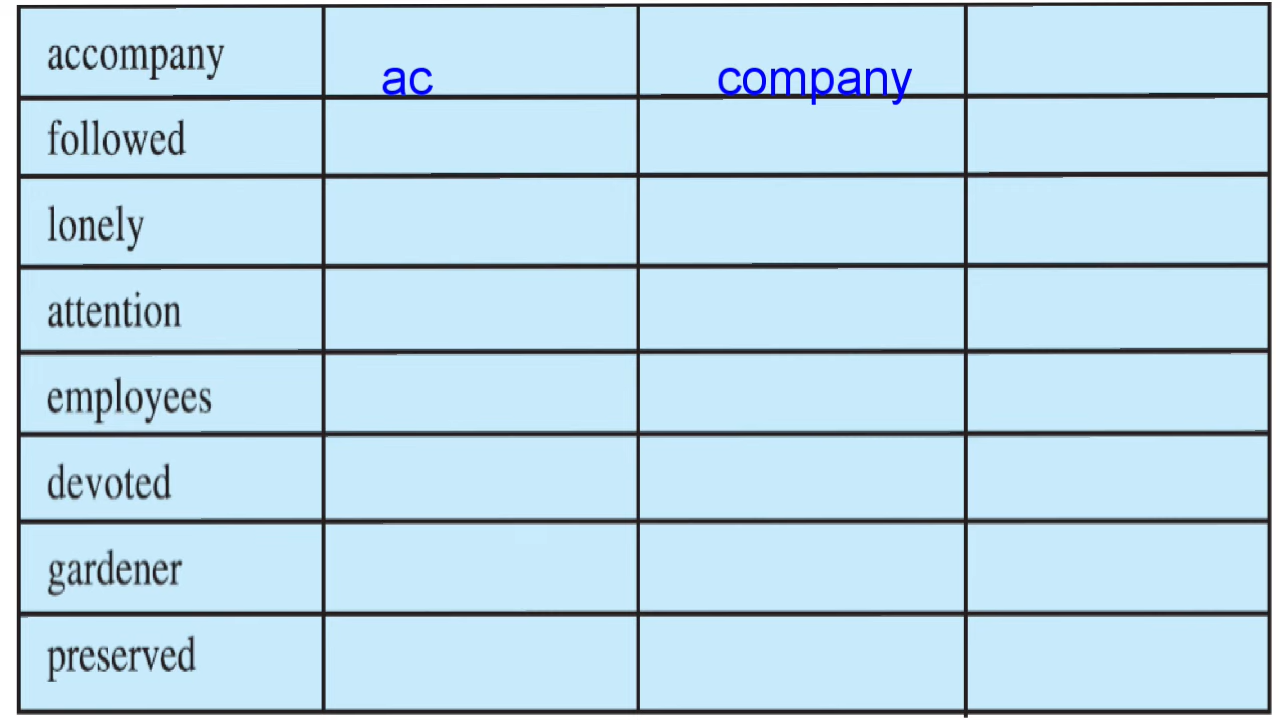 accompany ac company
followed
lonely
attention
employees
devoted
gardener
preserved